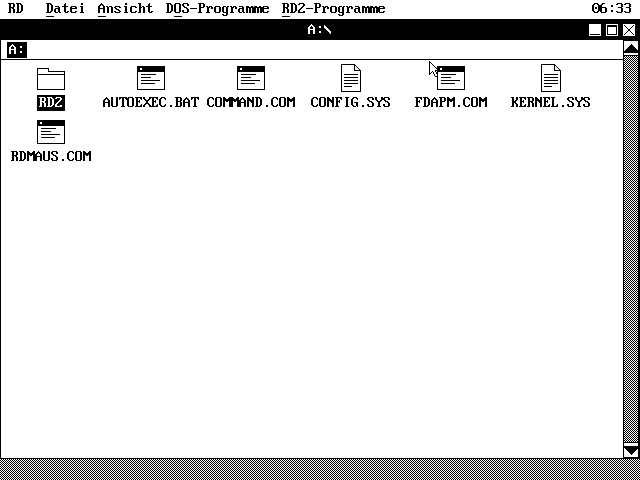 RD Datei Ansicht DOS-Programme RD2-Programme 06:33
A:\
A:
RD2 AUTOEXEC.BAT COMMAND.COM CONFIG.SYS FDAPM.COM KERNEL.SYS
RDMAUS.COM